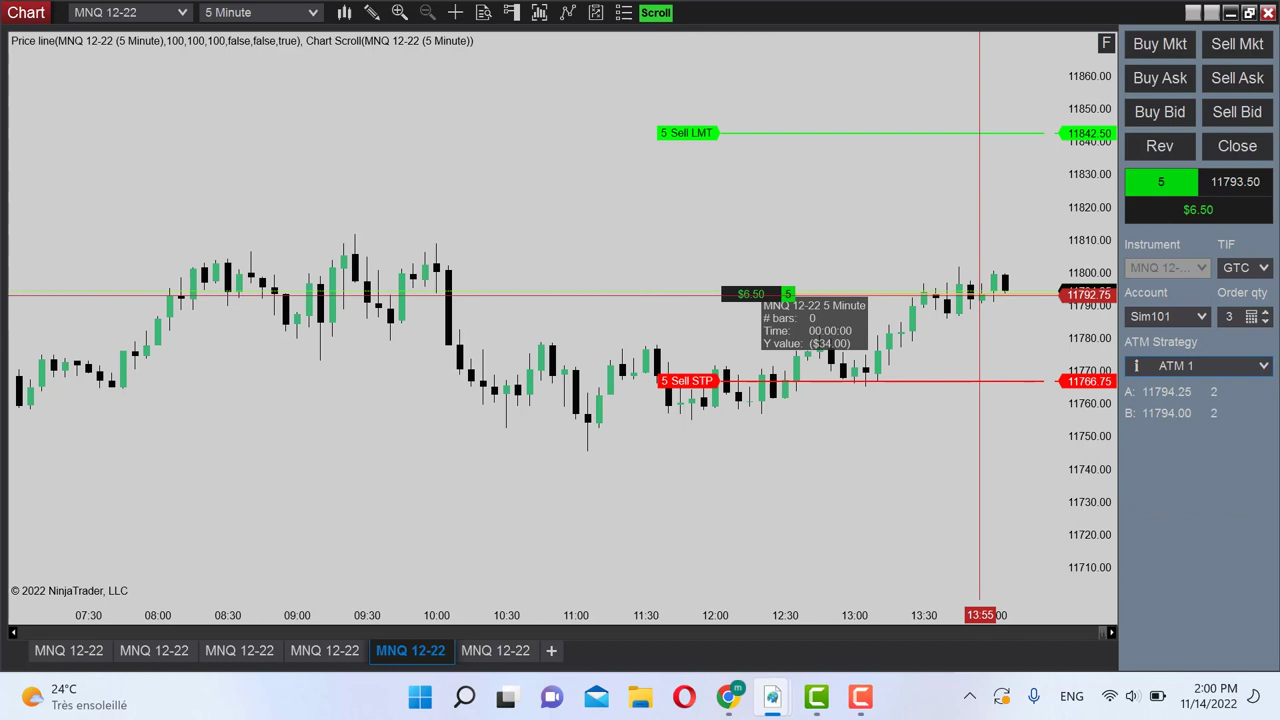 Chart
MNQ 12-22
5 Minute
Scroll
Price line(MNQ 12-22 (5 Minute),100,100,100,false,false,true), Chart Scroll(MNQ 12-22 (5 Minute))
F
11860.00
11850.00
5 Sell LMT
11842.50
11840.00
11830.00
11820.00
11810.00
11800.00
$6.50 5
11792.75
11790.00
MNQ 12-22 5 Minute
# bars: 0
Time: 00:00:00
Y value: ($34.00)
11780.00
11770.00
5 Sell STP
11766.75
11760.00
11750.00
11740.00
11730.00
11720.00
11710.00
© 2022 NinjaTrader, LLC
07:30 08:00 08:30 09:00 09:30 10:00 10:30 11:00 11:30 12:00 12:30 13:00 13:30 13:55
MNQ 12-22 MNQ 12-22 MNQ 12-22 MNQ 12-22 MNQ 12-22 MNQ 12-22 +
Buy Mkt Sell Mkt
Buy Ask Sell Ask
Buy Bid Sell Bid
Rev Close
5 11793.50
$6.50
Instrument TIF
MNQ 12-... GTC
Account Order qty
Sim101 3
ATM Strategy
ATM 1
A: 11794.25 2
B: 11794.00 2
24°C
Très ensoleillé
m
ENG
2:00 PM
11/14/2022